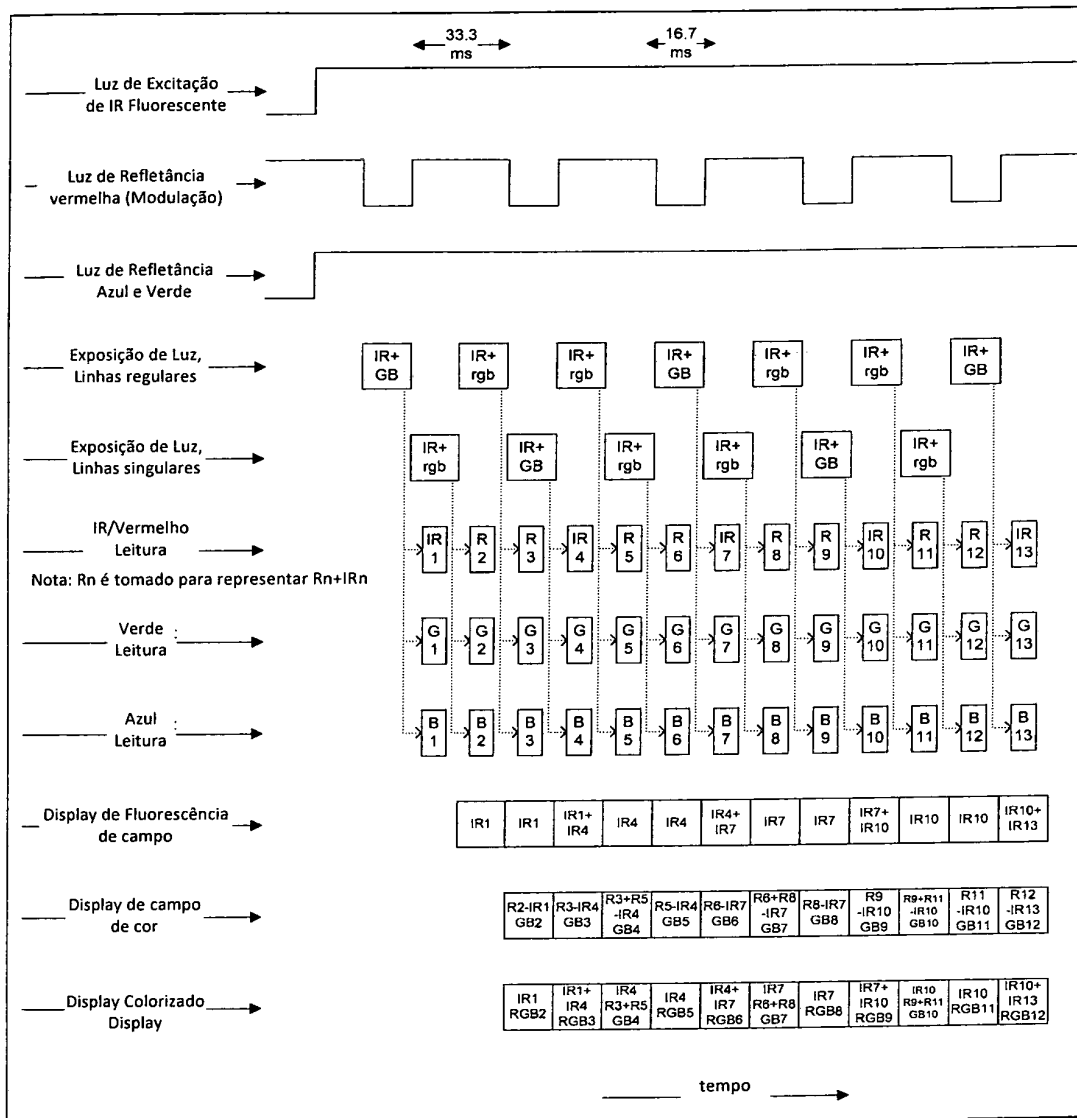 33.3
ms
16.7
ms
Luz de Excitação
de IR Fluorescente
Luz de Refletância
vermelha (Modulação)
Luz de Refletância
Azul e Verde
Exposição de Luz,
Linhas regulares
IR+
GB
IR+
rgb
IR+
rgb
IR+
GB
IR+
rgb
IR+
rgb
IR+
GB
Exposição de Luz,
Linhas singulares
IR+
rgb
IR+
GB
IR+
rgb
IR+
rgb
IR+
GB
IR+
rgb
IR/Vermelho
Leitura
IR
1
R
2
R
3
IR
4
R
5
R
6
IR
7
R
8
R
9
IR
10
R
11
R
12
IR
13
Nota: Rn é tomado para representar Rn+IRn
Verde
Leitura
G
1
G
2
G
3
G
4
G
5
G
6
G
7
G
8
G
9
G
10
G
11
G
12
G
13
Azul
Leitura
B
1
B
2
B
3
B
4
B
5
B
6
B
7
B
8
B
9
B
10
B
11
B
12
B
13
Display de Fluorescência
de campo
IR1
IR1
IR1+
IR4
IR4
IR4
IR4+
IR7
IR7
IR7
IR7+
IR10
IR10
IR10
IR10+
IR13
Display de campo
de cor
R2-IR1
GB2
R3-IR4
GB3
R3+R5
-IR4
GB4
R5-IR4
GB5
R6-IR7
GB6
R6+R8
-IR7
GB7
R8-IR7
GB8
R9
-IR10
GB9
R9+R11
-IR10
GB10
R11
-IR10
GB11
R12
-IR13
GB12
Display Colorizado
Display
IR1
RGB2
IR1+
IR4
RGB3
IR4
R3+R5
GB4
IR4
RGB5
IR4+
IR7
RGB6
IR7
R6+R8
GB7
IR7
RGB8
IR7+
IR10
RGB9
IR10
R9+R11
GB10
IR10
RGB11
IR10+
IR13
RGB12
tempo